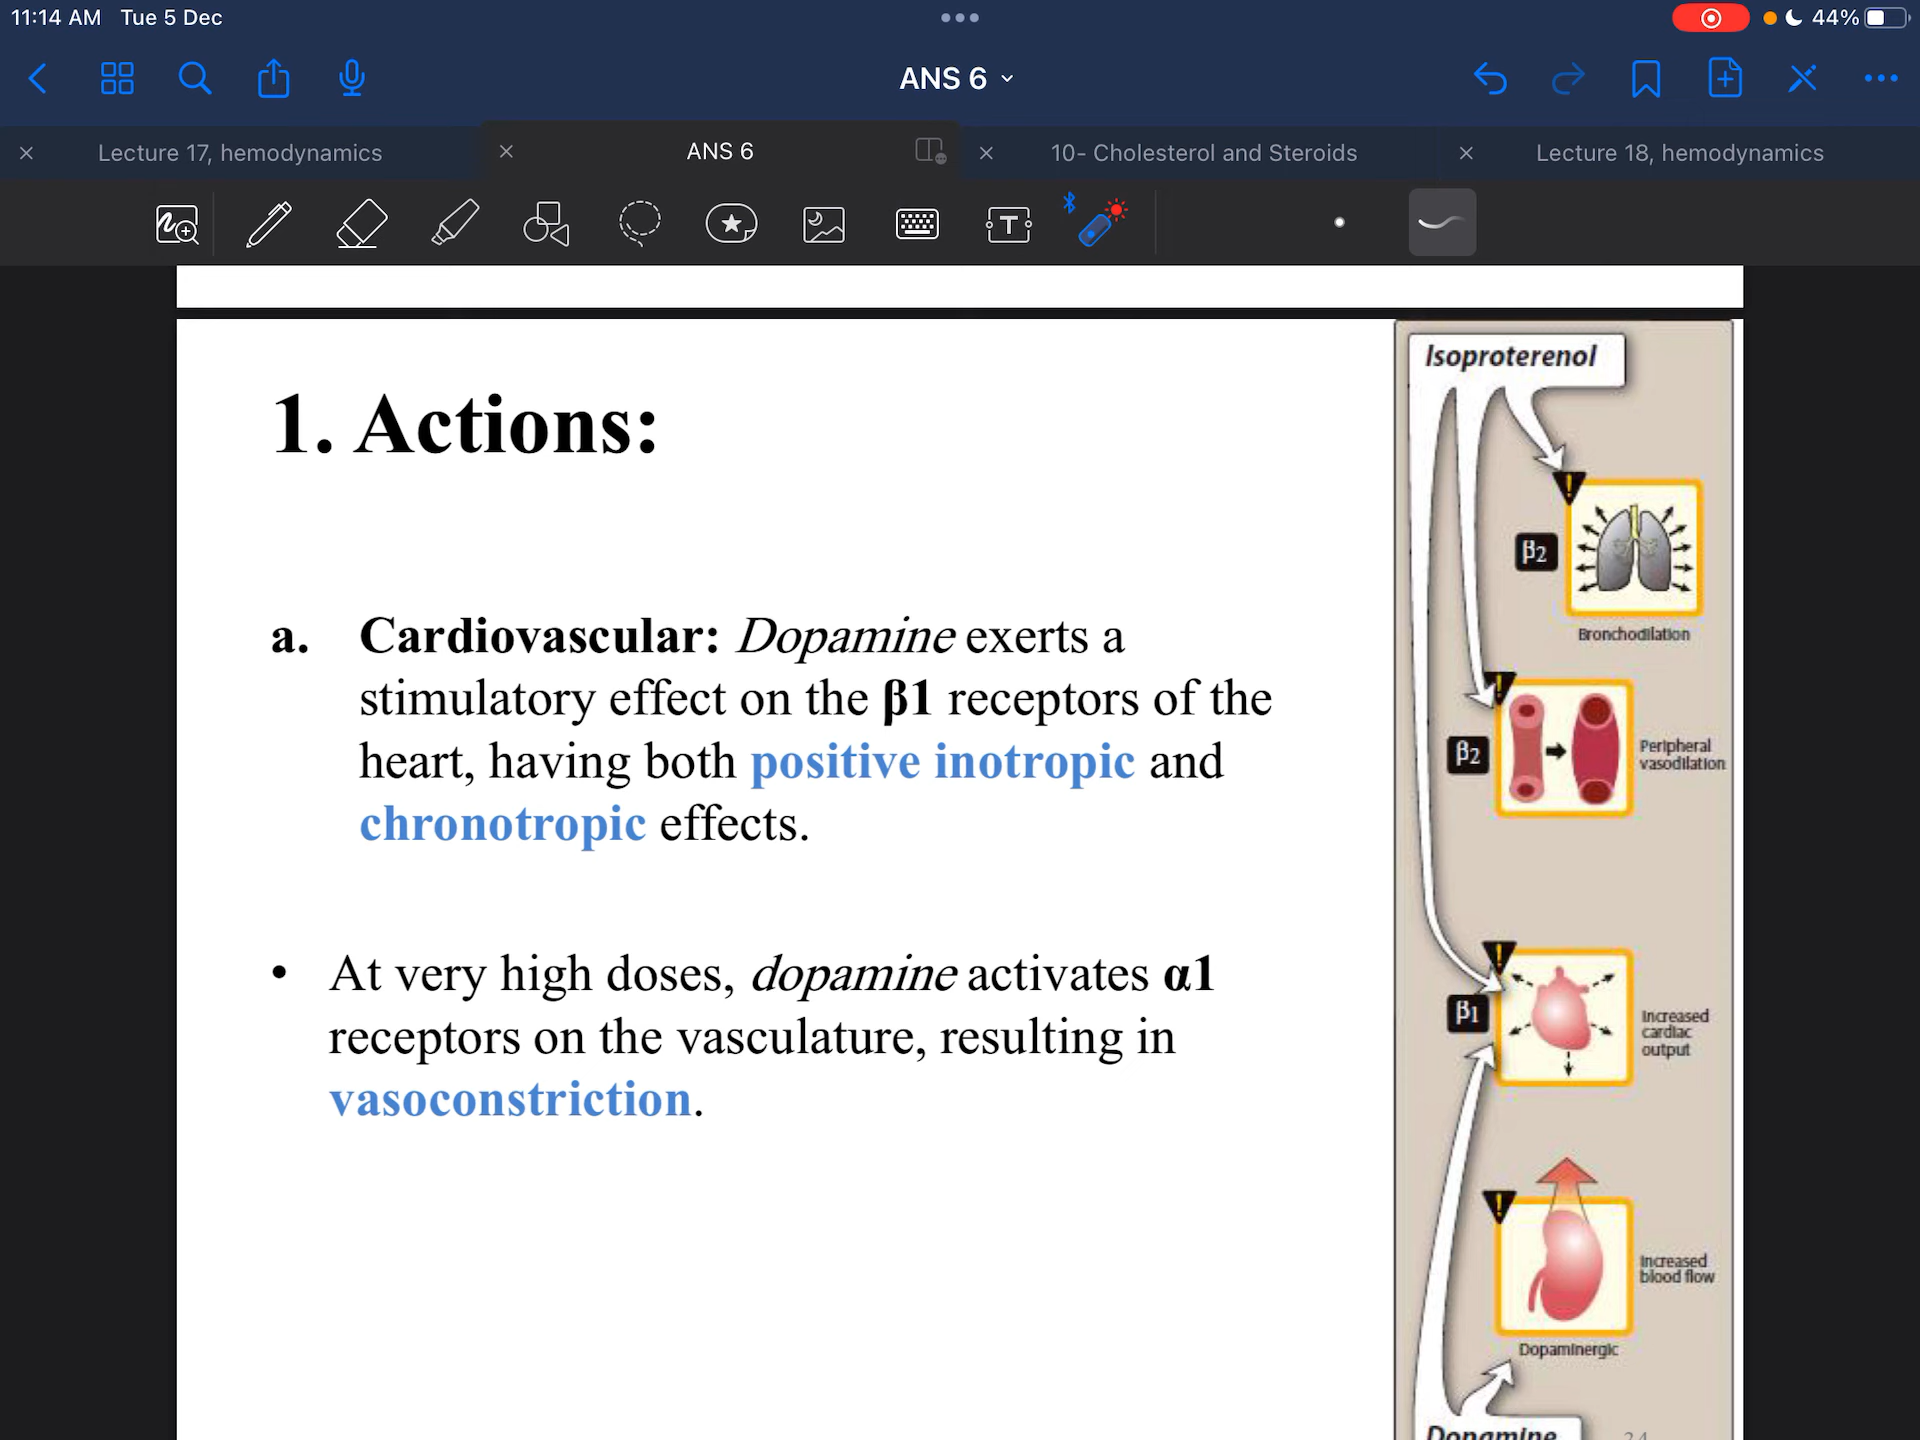 11:14 AM Tue 5 Dec
44%
ANS 6
Lecture 17, hemodynamics
ANS 6
10- Cholesterol and Steroids
Lecture 18, hemodynamics
T
1. Actions:
a. Cardiovascular: Dopamine exerts a
stimulatory effect on the β1 receptors of the
heart, having both positive inotropic and
chronotropic effects.
• At very high doses, dopamine activates α1
receptors on the vasculature, resulting in
vasoconstriction.
Isoproterenol
!
β2
Bronchodilation
!
β2
Peripheral
vasodilation
!
β1
Increased
cardiac
output
!
Increased
blood flow
Dopaminergic
Dopamine
24